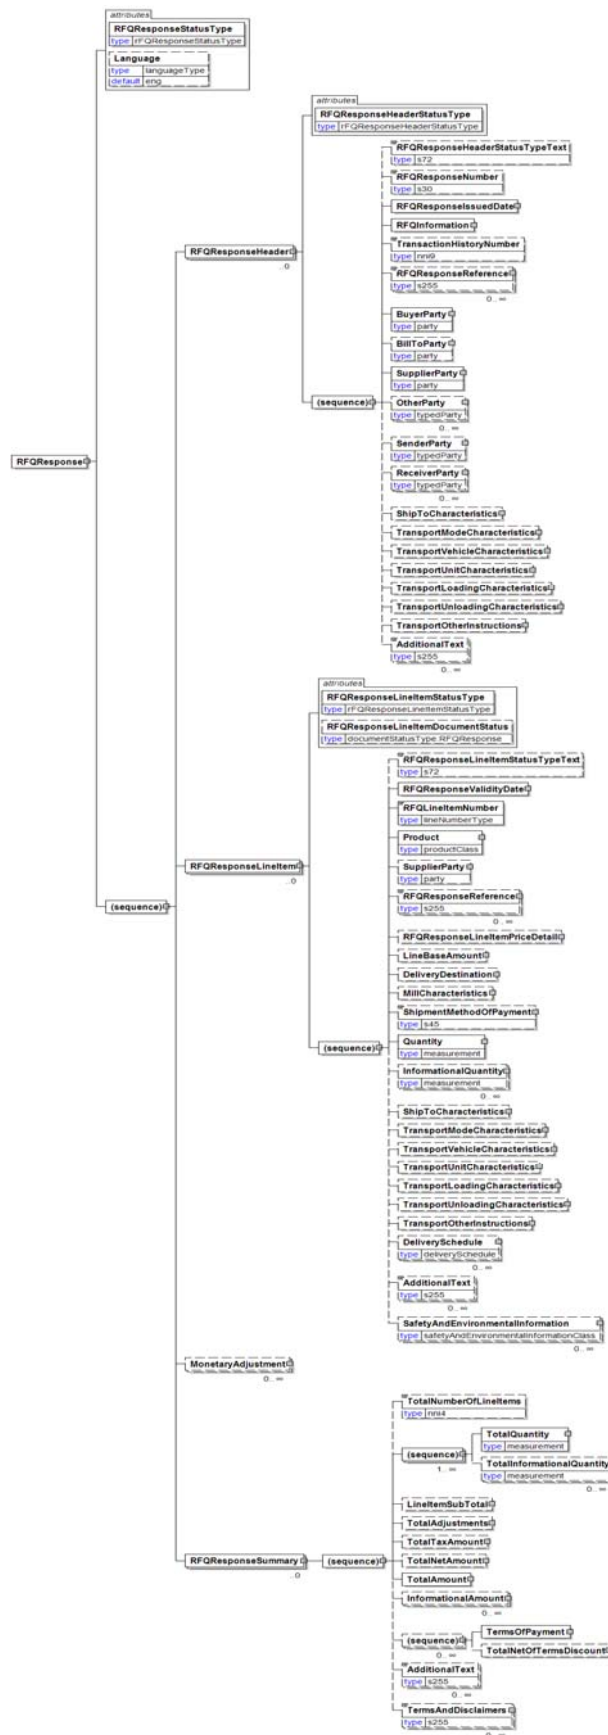 attributes
RFQResponseStatusType
type rFQResponseStatusType
Language
type languageType
default eng
attributes
RFQResponseHeaderStatusType
type rFQResponseHeaderStatusType
RFQResponseHeaderStatusTypeText
type s72
RFQResponseNumber
type s30
RFQResponseIssuedDate
RFQInformation
RFQResponseHeader
..0
TransactionHistoryNumber
type nni9
RFQResponseReference
type s255
0..∞
BuyerParty
type party
BillToParty
type party
SupplierParty
type party
(sequence)
OtherParty
type typedParty
0..∞
SenderParty
type typedParty
RFQResponse
ReceiverParty
type typedParty
0..∞
ShipToCharacteristics
TransportModeCharacteristics
TransportVehicleCharacteristics
TransportUnitCharacteristics
TransportLoadingCharacteristics
TransportUnloadingCharacteristics
TransportOtherInstructions
AdditionalText
type s255
0..∞
attributes
RFQResponseLineItemStatusType
type rFQResponseLineItemStatusType
RFQResponseLineItemDocumentStatus
type documentStatusType.RFQResponse
RFQResponseLineItemStatusTypeText
type s72
RFQResponseValidityDate
RFQLineItemNumber
type lineNumberType
Product
type productClass
RFQResponseLineItem
..0
SupplierParty
type party
(sequence)
RFQResponseReference
type s255
0..∞
RFQResponseLineItemPriceDetail
LineBaseAmount
DeliveryDestination
MillCharacteristics
ShipmentMethodOfPayment
type s45
(sequence)
Quantity
type measurement
InformationalQuantity
type measurement
0..∞
ShipToCharacteristics
TransportModeCharacteristics
TransportVehicleCharacteristics
TransportUnitCharacteristics
TransportLoadingCharacteristics
TransportUnloadingCharacteristics
TransportOtherInstructions
DeliverySchedule
type deliverySchedule
0..∞
AdditionalText
type s255
0..∞
SafetyAndEnvironmentalInformation
type safetyAndEnvironmentalInformationClass
0..∞
MonetaryAdjustment
0..∞
TotalNumberOfLineItems
type nni4
TotalQuantity
type measurement
(sequence)
1..∞
TotalInformationalQuantity
type measurement
0..∞
LineItemSubTotal
TotalAdjustments
TotalTaxAmount
RFQResponseSummary
..0
(sequence)
TotalNetAmount
TotalAmount
InformationalAmount
0..∞
TermsOfPayment
(sequence)
0..∞
TotalNetOfTermsDiscount
AdditionalText
type s255
0..∞
TermsAndDisclaimers
type s255
0..∞